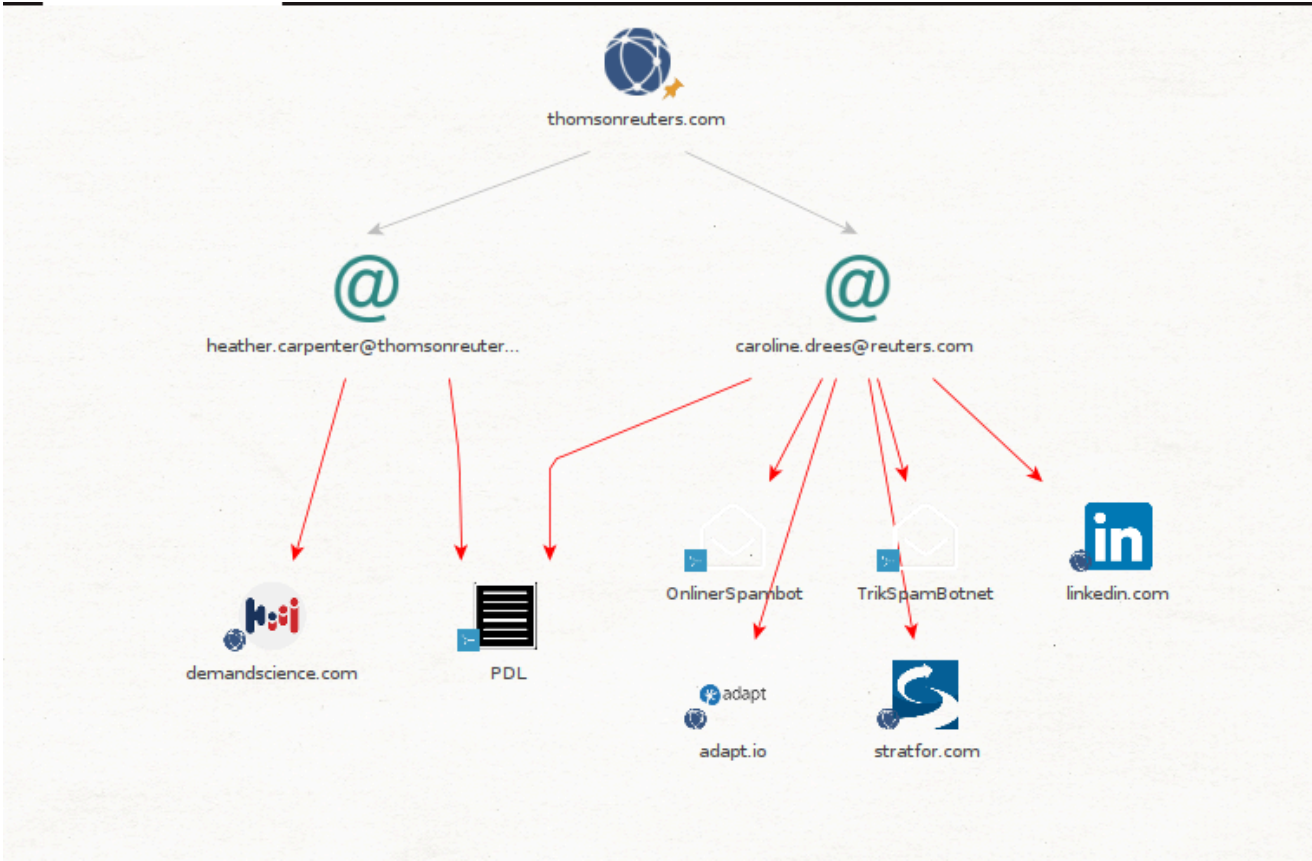 thomsonreuters.com
heather.carpenter@thomsonreuter...
caroline.drees@reuters.com
OnlinerSpambot
TrikSpamBotnet
in
linkedin.com
demandscience.com
PDL
adapt
adapt.io
stratfor.com